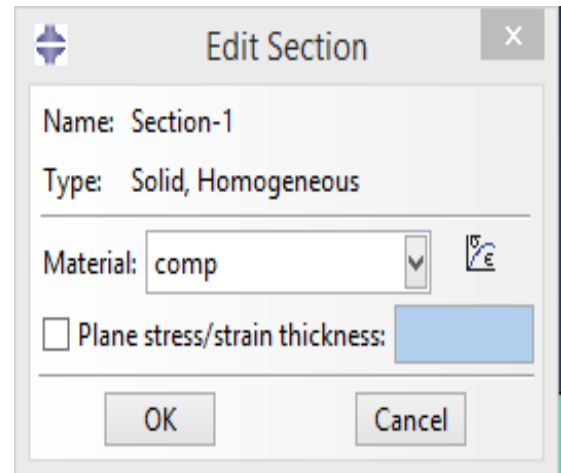 Edit Section
x
Name: Section-1
Type: Solid, Homogeneous
Material: comp
σ
ε
Plane stress/strain thickness:
OK Cancel